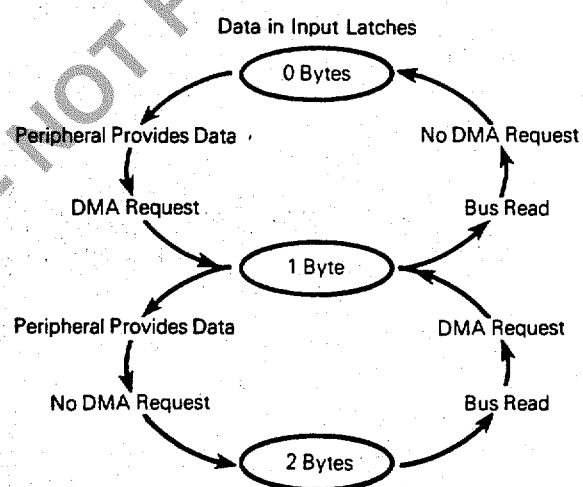 Data in Input Latches
0 Bytes
Peripheral Provides Data
No DMA Request
DMA Request
Bus Read
1 Byte
Peripheral Provides Data
DMA Request
No DMA Request
Bus Read
2 Bytes